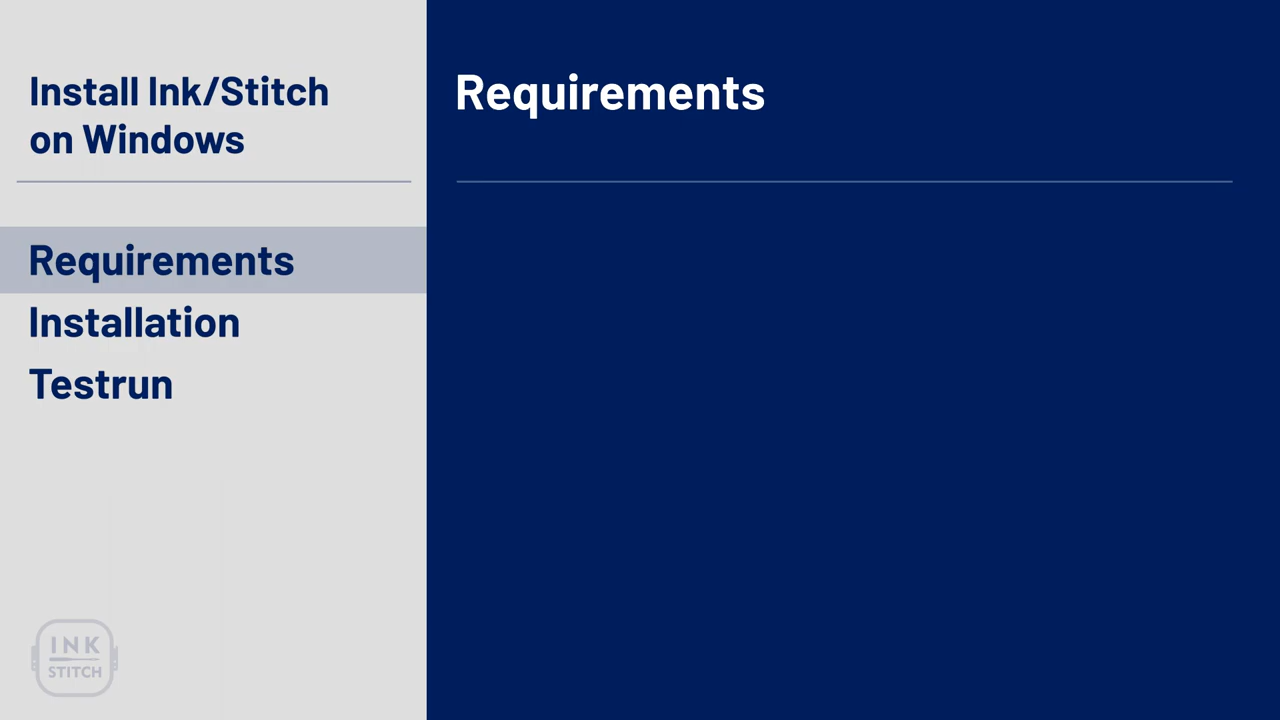 Install Ink/Stitch
on Windows
Requirements
Installation
Testrun
INK
STITCH
Requirements